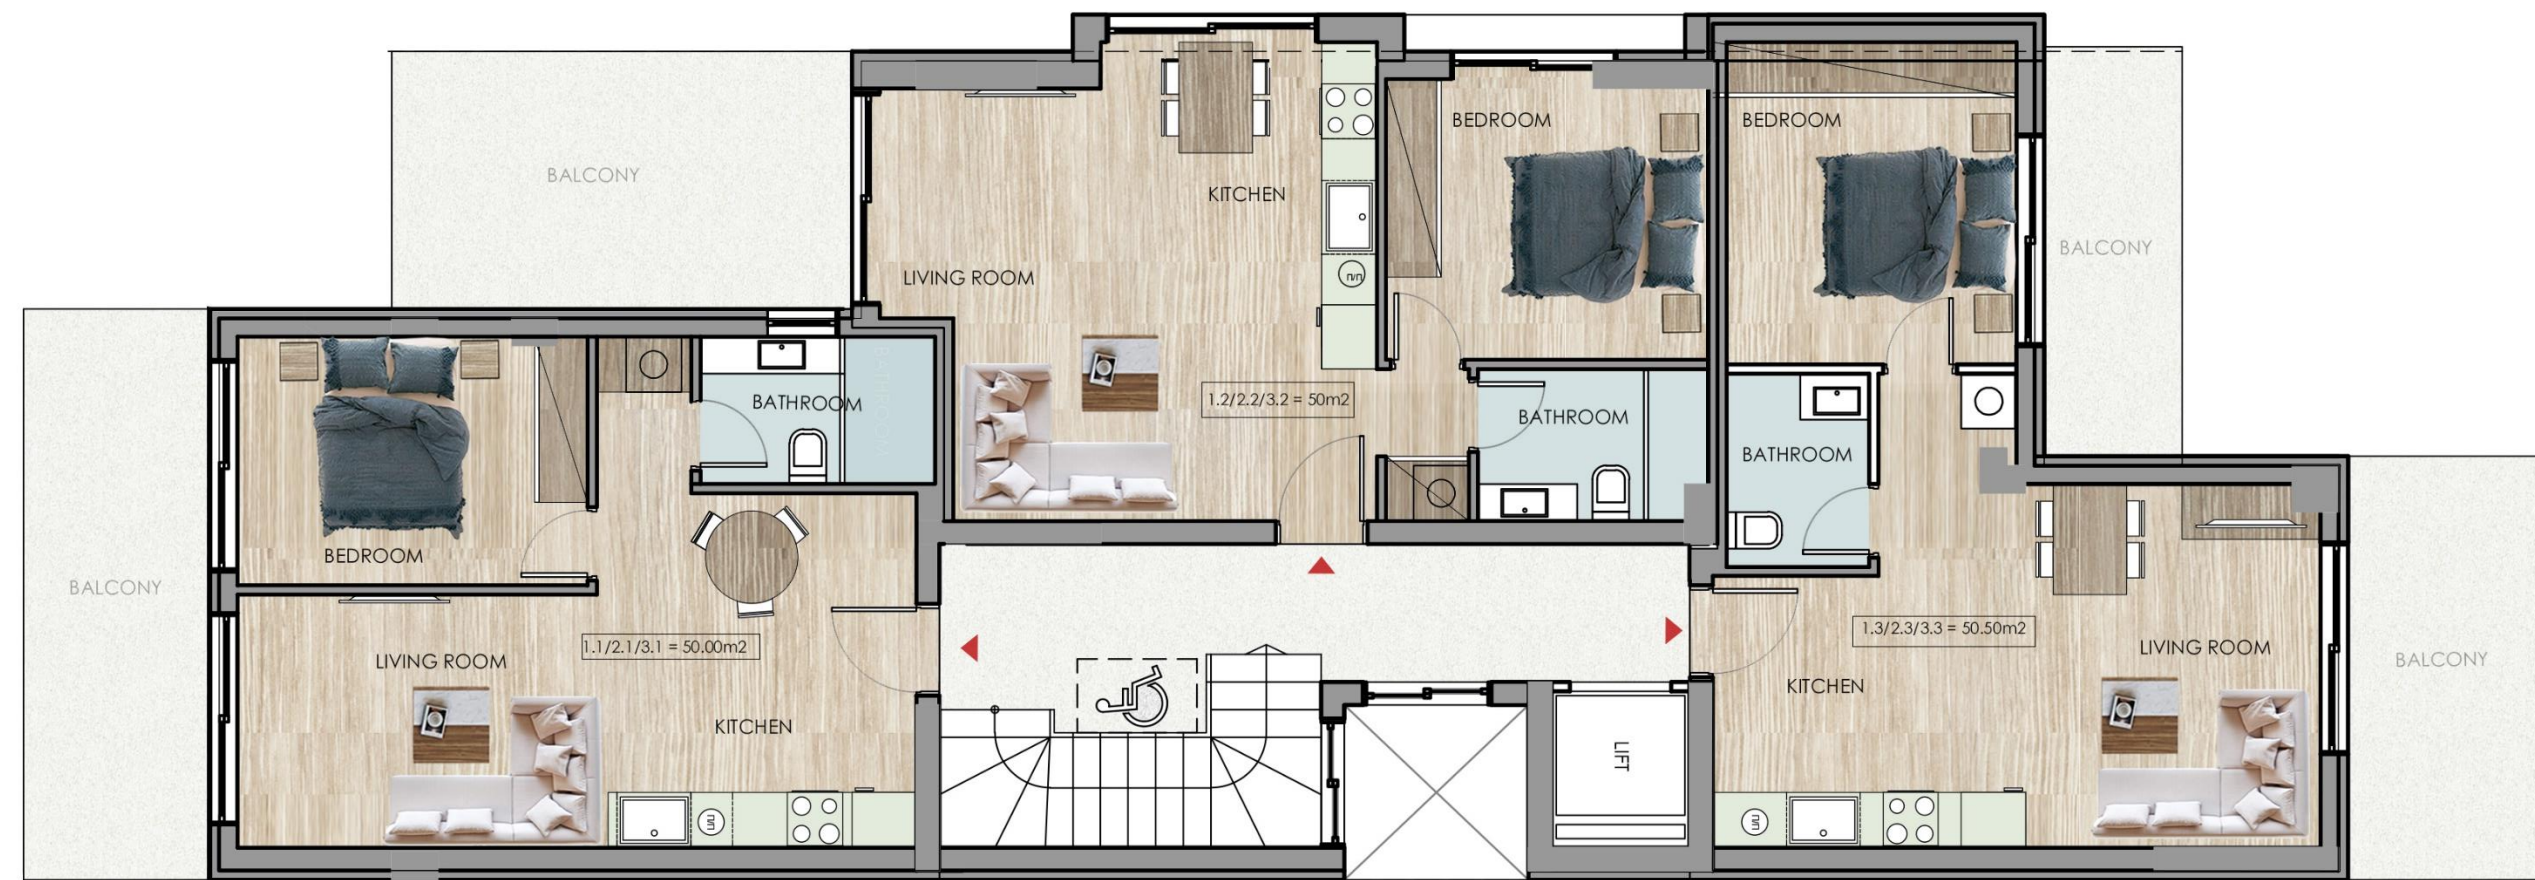 BALCONY
KITCHEN
LIVING ROOM
BEDROOM
BEDROOM
BALCONY
п/п
1.2/2.2/3.2 = 50m2
BATHROOM
BATHROOM
BATHROOM
BATHROOM
BEDROOM
BALCONY
LIVING ROOM
1.1/2.1/3.1 = 50.00m2
KITCHEN
п/п
LIFT
1.3/2.3/3.3 = 50.50m2
LIVING ROOM
KITCHEN
п/п
BALCONY